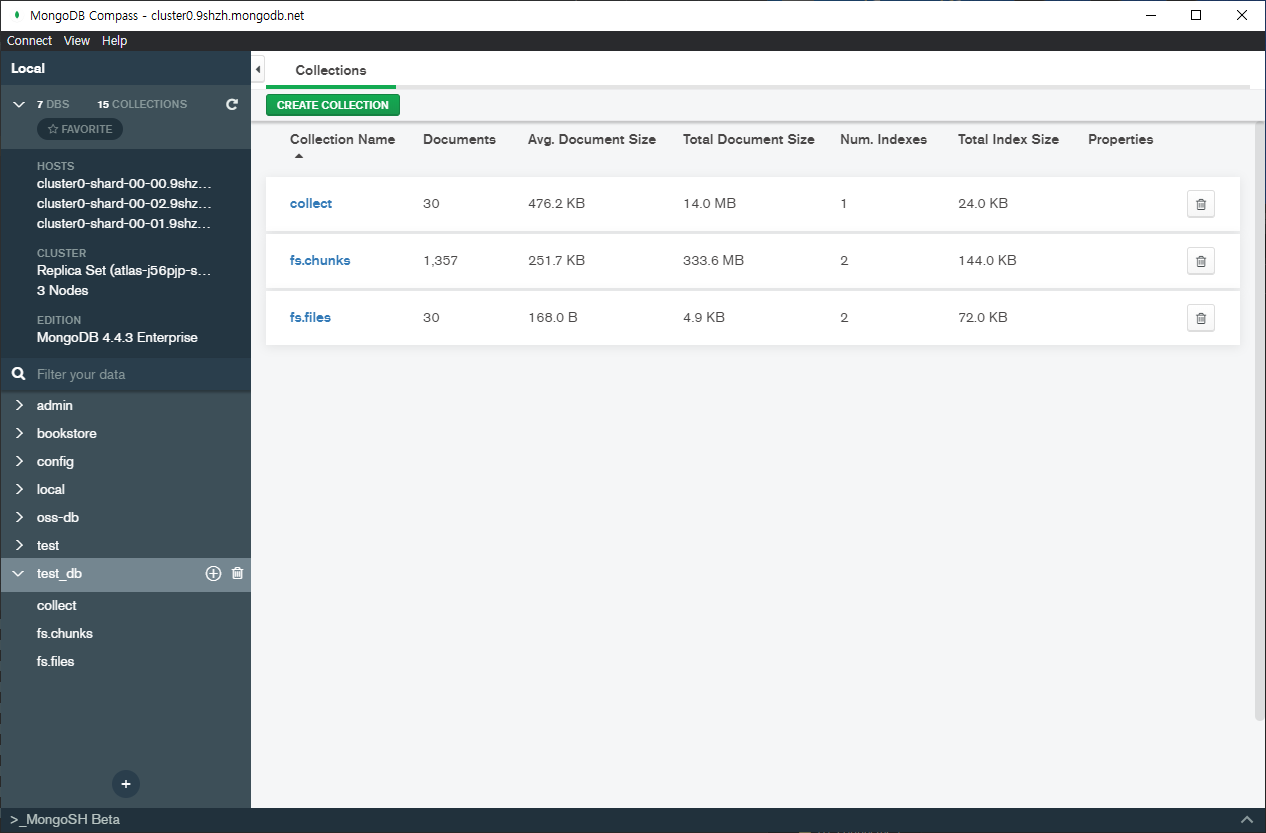 MongoDB Compass - cluster0.9shzh.mongodb.net
Connect View Help
Local
7 DBS 15 COLLECTIONS
FAVORITE
HOSTS
cluster0-shard-00-00.9shz...
cluster0-shard-00-02.9shz...
cluster0-shard-00-01.9shz...
CLUSTER
Replica Set (atlas-j56pjp-s...
3 Nodes
EDITION
MongoDB 4.4.3 Enterprise
Filter your data
admin
bookstore
config
local
oss-db
test
test_db
collect
fs.chunks
fs.files
+
Collections
CREATE COLLECTION
Collection Name Documents Avg. Document Size Total Document Size Num. Indexes Total Index Size Properties
collect 30 476.2 KB 14.0 MB 1 24.0 KB
fs.chunks 1,357 251.7 KB 333.6 MB 2 144.0 KB
fs.files 30 168.0 B 4.9 KB 2 72.0 KB
>_MongoSH Beta